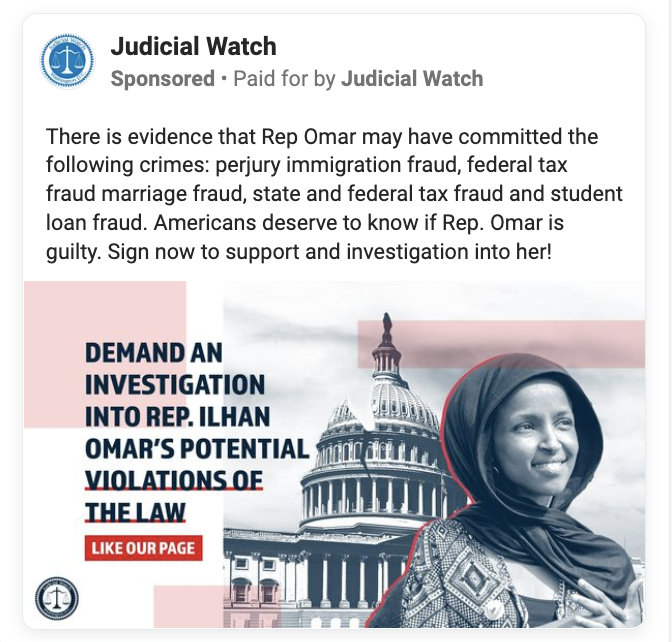 Judicial Watch
Sponsored • Paid for by Judicial Watch
There is evidence that Rep Omar may have committed the
following crimes: perjury immigration fraud, federal tax
fraud marriage fraud, state and federal tax fraud and student
loan fraud. Americans deserve to know if Rep. Omar is
guilty. Sign now to support and investigation into her!
DEMAND AN
INVESTIGATION
INTO REP. ILHAN
OMAR'S POTENTIAL
VIOLATIONS OF
THE LAW
LIKE OUR PAGE